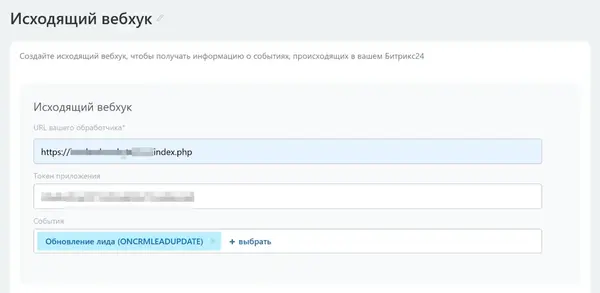 Исходящий вебхук
Создайте исходящий вебхук, чтобы получать информацию о событиях, происходящих в вашем Битрикс24
Исходящий вебхук
URL вашего обработчика*
https:// index.php
Токен приложения
События
Обновление лида (ONCRMLEADUPDATE) × + выбрать